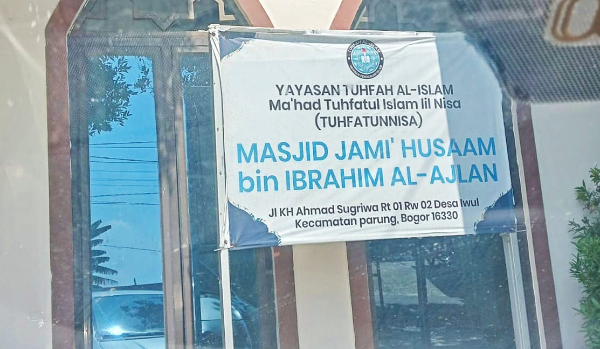 YAYASAN TUHFAH AL-ISLAM
Ma'had Tuhfatul Islam lil Nisa
(TUHFATUNNISA)
MASJID JAMI' HUSAAM
bin IBRAHIM AL-AJLAN
Jl KH Ahmad Sugriwa Rt 01 Rw 02 Desa Iwul
Kecamatan parung, Bogor 16330